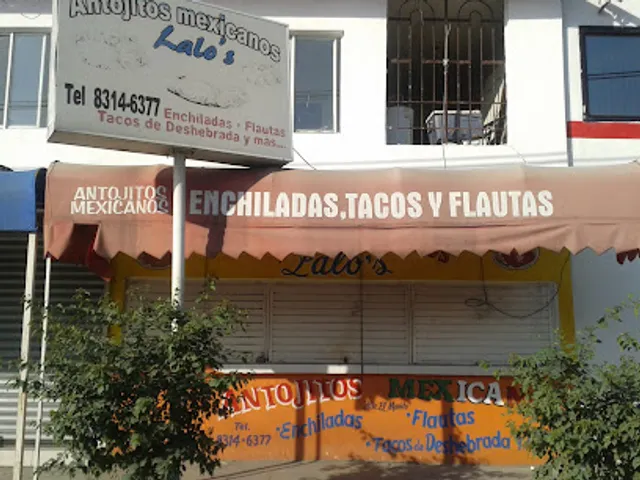 Antojitos mexicanos
Lalo's
Tel 8314-6377
Enchiladas · Flautas
Tacos de Deshebrada y mas...
ANTOJITOS
MEXICANOS
ENCHILADAS, TACOS Y FLAUTAS
Lalo's
ANTOJITOS MEXICAN
Tel.
8314-6377
· Enchiladas
· Flautas
· Tacos de Deshebrada